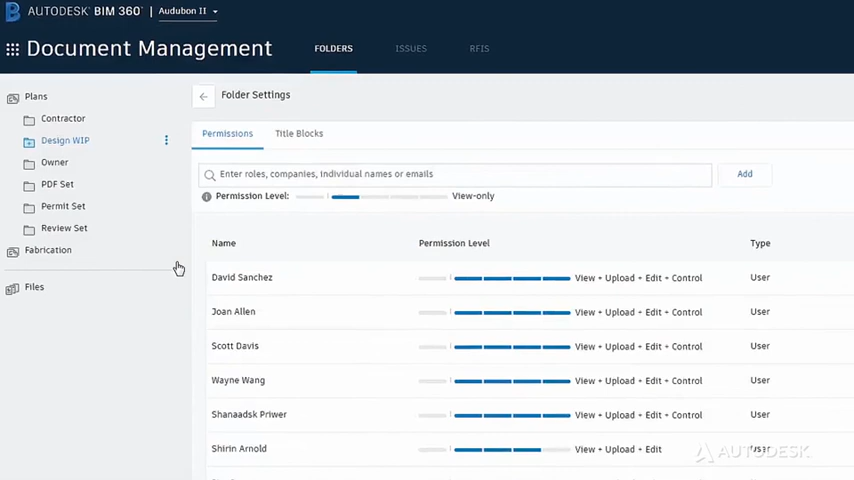 AUTODESK® BIM 360™ | Audubon II
Document Management
FOLDERS ISSUES RFIS
Plans
Contractor
Design WIP
Owner
PDF Set
Permit Set
Review Set
Fabrication
Files
Folder Settings
Permissions Title Blocks
Enter roles, companies, individual names or emails Add
Permission Level: View-only
Name Permission Level Type
David Sanchez View + Upload + Edit + Control User
Joan Allen View + Upload + Edit + Control User
Scott Davis View + Upload + Edit + Control User
Wayne Wang View + Upload + Edit + Control User
Shanaadsk Priwer View + Upload + Edit + Control User
Shirin Arnold View + Upload + Edit User
AUTODESK